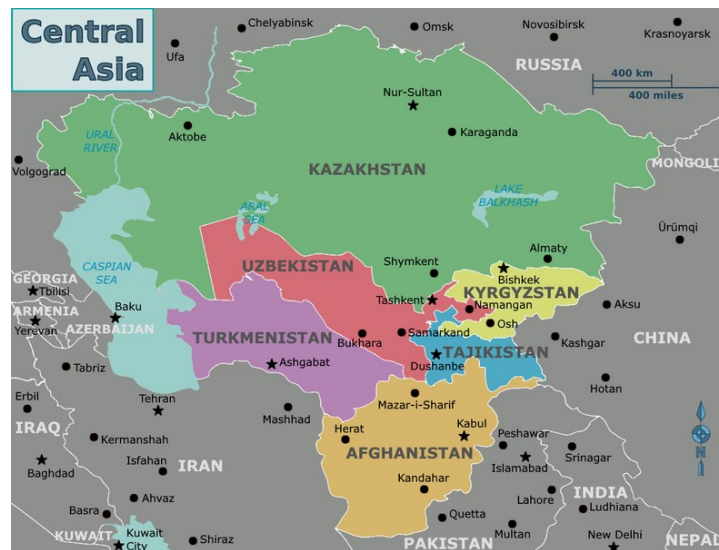 Central
Asia
Chelyabinsk
Omsk
Novosibirsk
Krasnoyarsk
Ufa
RUSSIA
400 km
400 miles
Nur-Sultan
Aktobe
Karaganda
URAL
RIVER
Volgograd
KAZAKHSTAN
MONGOLI
ARAL
SEA
LAKE
BALKHASH
Ürümqi
CASPIAN
SEA
UZBEKISTAN
Shymkent
Almaty
Bishkek
GEORGIA
Tbilisi
Tashkent
KYRGYZSTAN
Namangan
Aksu
ARMENIA
Yerevan
Baku
AZERBAIJAN
TURKMENISTAN
Bukhara
Samarkand
Osh
TAJIKISTAN
Kashgar
CHINA
Ashgabat
Dushanbe
Tabriz
Hotan
Erbil
Tehran
Mashhad
Mazar-i-Sharif
IRAQ
Kermanshah
Herat
Kabul
Peshawar
N
Baghdad
Isfahan
IRAN
AFGHANISTAN
Islamabad
Srinagar
Ahvaz
Kandahar
Lahore
INDIA
Basra
Ludhiana
KUWAIT
Kuwait
City
Shiraz
Quetta
PAKISTAN
Multan
New Delhi
NEPAL